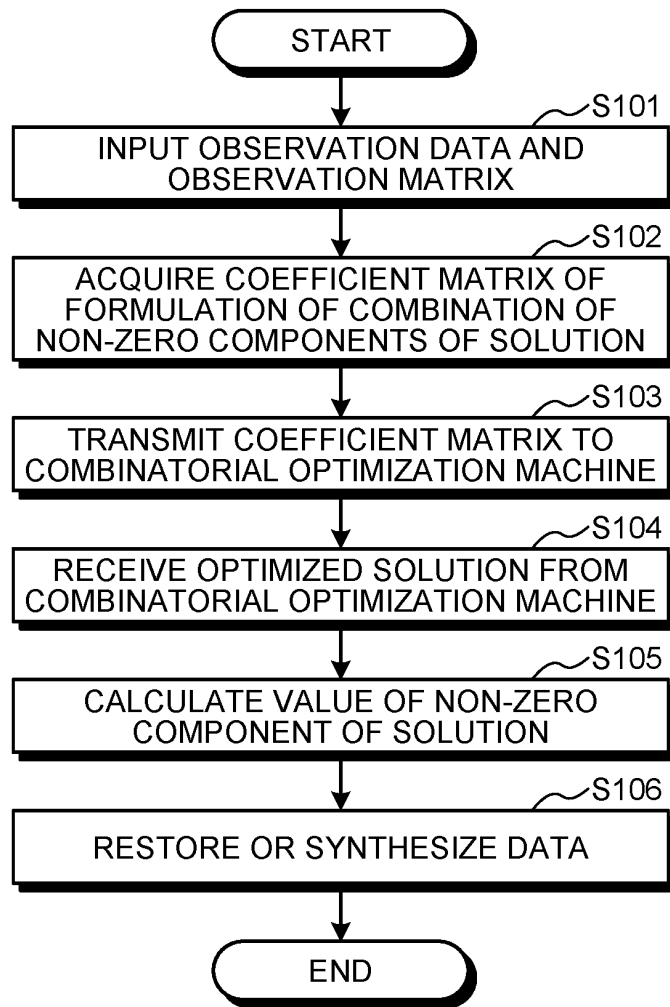 START
S101
INPUT OBSERVATION DATA AND
OBSERVATION MATRIX
S102
ACQUIRE COEFFICIENT MATRIX OF
FORMULATION OF COMBINATION OF
NON-ZERO COMPONENTS OF SOLUTION
S103
TRANSMIT COEFFICIENT MATRIX TO
COMBINATORIAL OPTIMIZATION MACHINE
S104
RECEIVE OPTIMIZED SOLUTION FROM
COMBINATORIAL OPTIMIZATION MACHINE
S105
CALCULATE VALUE OF NON-ZERO
COMPONENT OF SOLUTION
S106
RESTORE OR SYNTHESIZE DATA
END